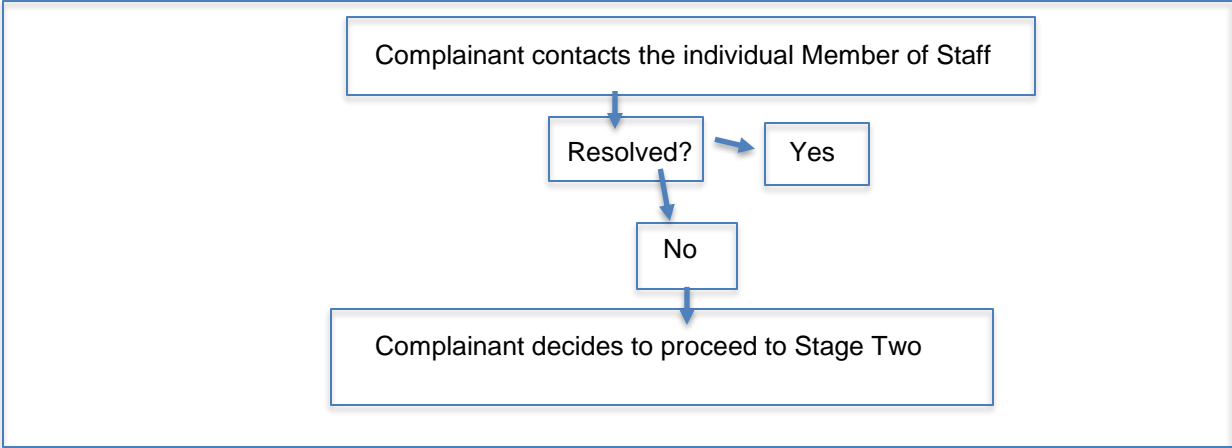 Complainant contacts the individual Member of Staff
Resolved?
Yes
No
Complainant decides to proceed to Stage Two